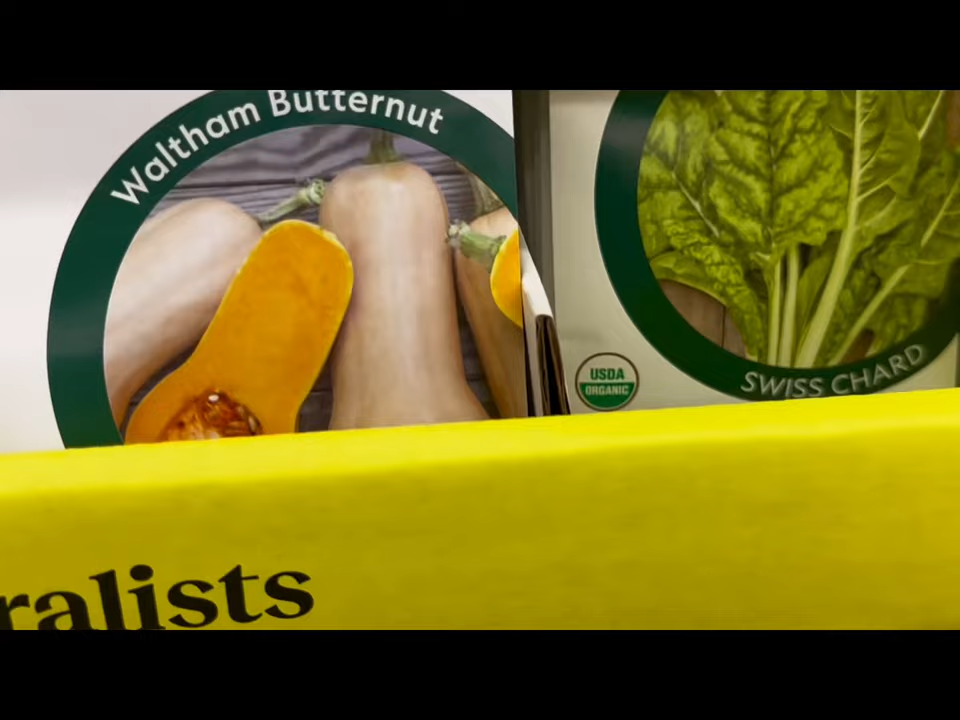 Waltham Butternut
USDA
ORGANIC
SWISS CHARD
ralists